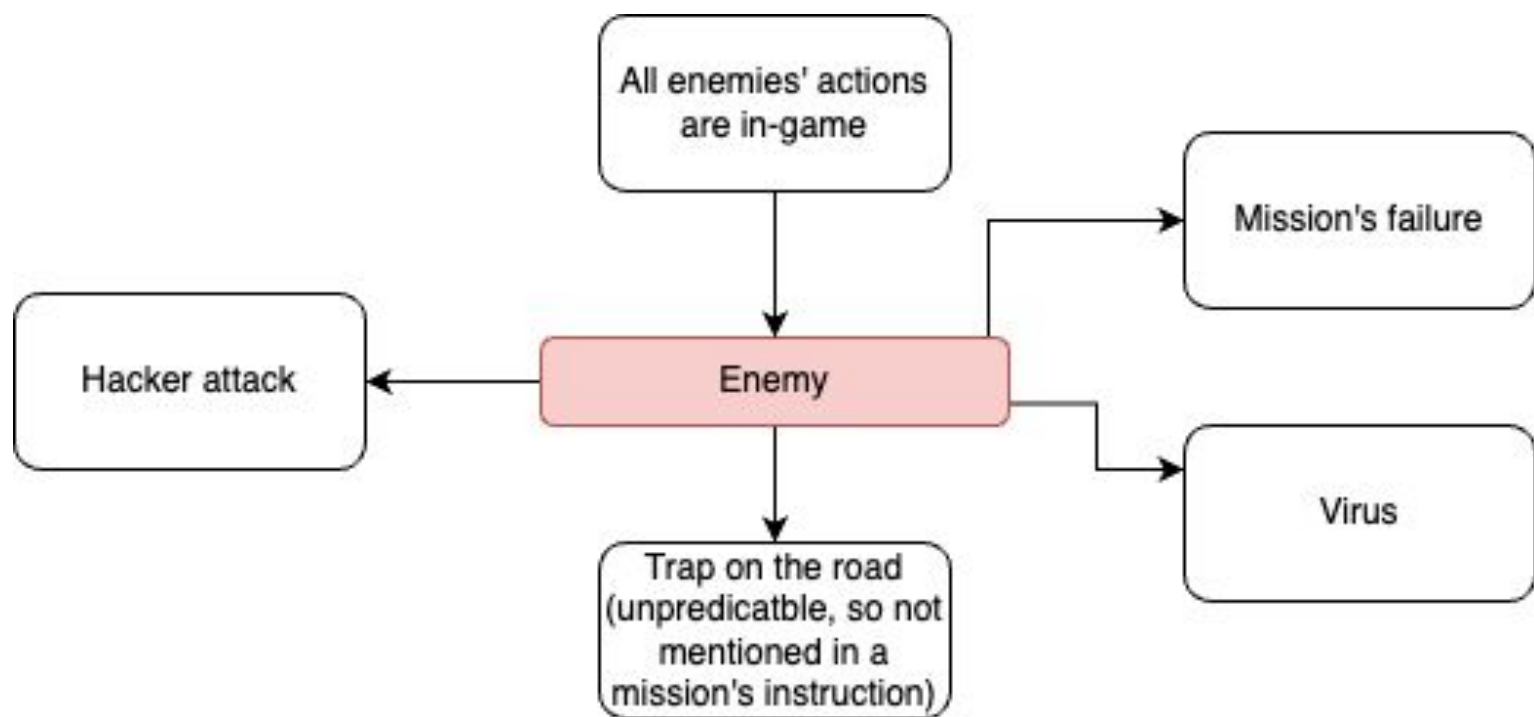 All enemies' actions
are in-game
Mission's failure
Hacker attack
Enemy
Virus
Trap on the road
(unpredicatble, so not
mentioned in a
mission's instruction)